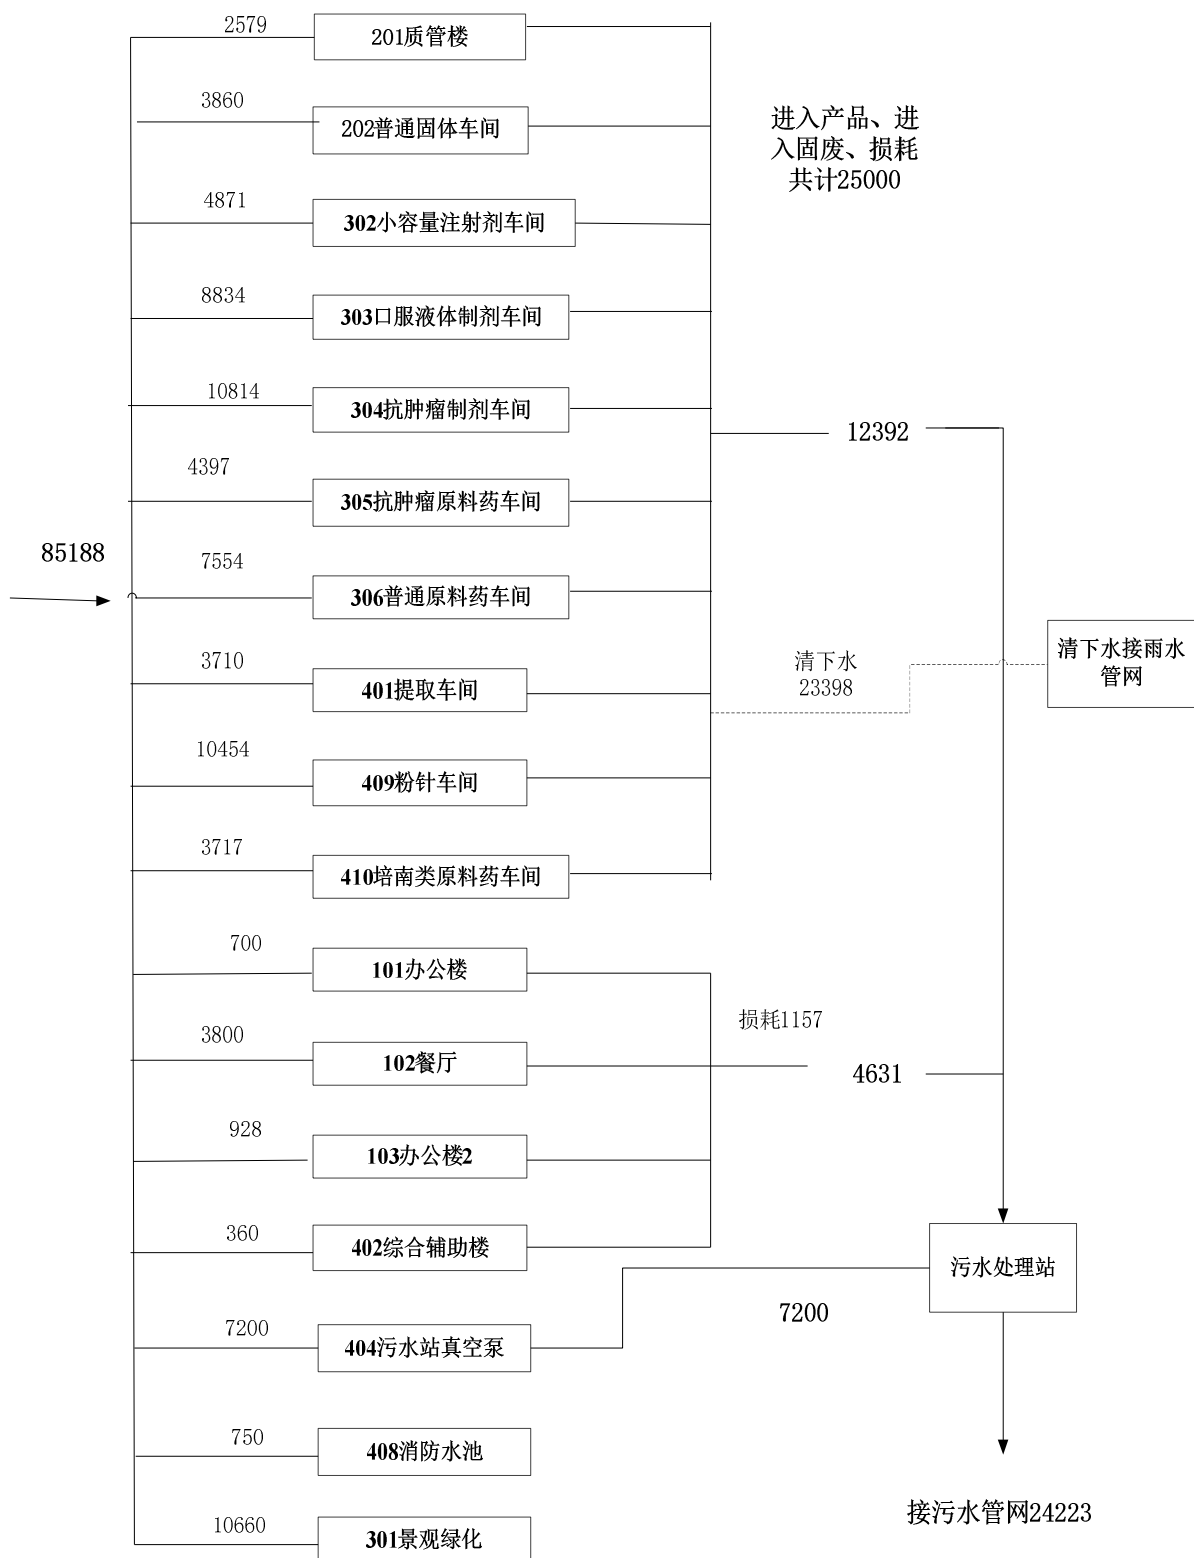 2579
201质管楼
3860
202普通固体车间
进入产品、进
入固废、损耗
共计25000
4871
302小容量注射剂车间
8834
303口服液体制剂车间
10814
304抗肿瘤制剂车间
12392
4397
305抗肿瘤原料药车间
85188
7554
306普通原料药车间
3710
401提取车间
清下水
23398
清下水接雨水
管网
10454
409粉针车间
3717
410培南类原料药车间
700
101办公楼
损耗1157
3800
102餐厅
4631
928
103办公楼2
360
402综合辅助楼
污水处理站
7200
7200
404污水站真空泵
750
408消防水池
接污水管网24223
10660
301景观绿化